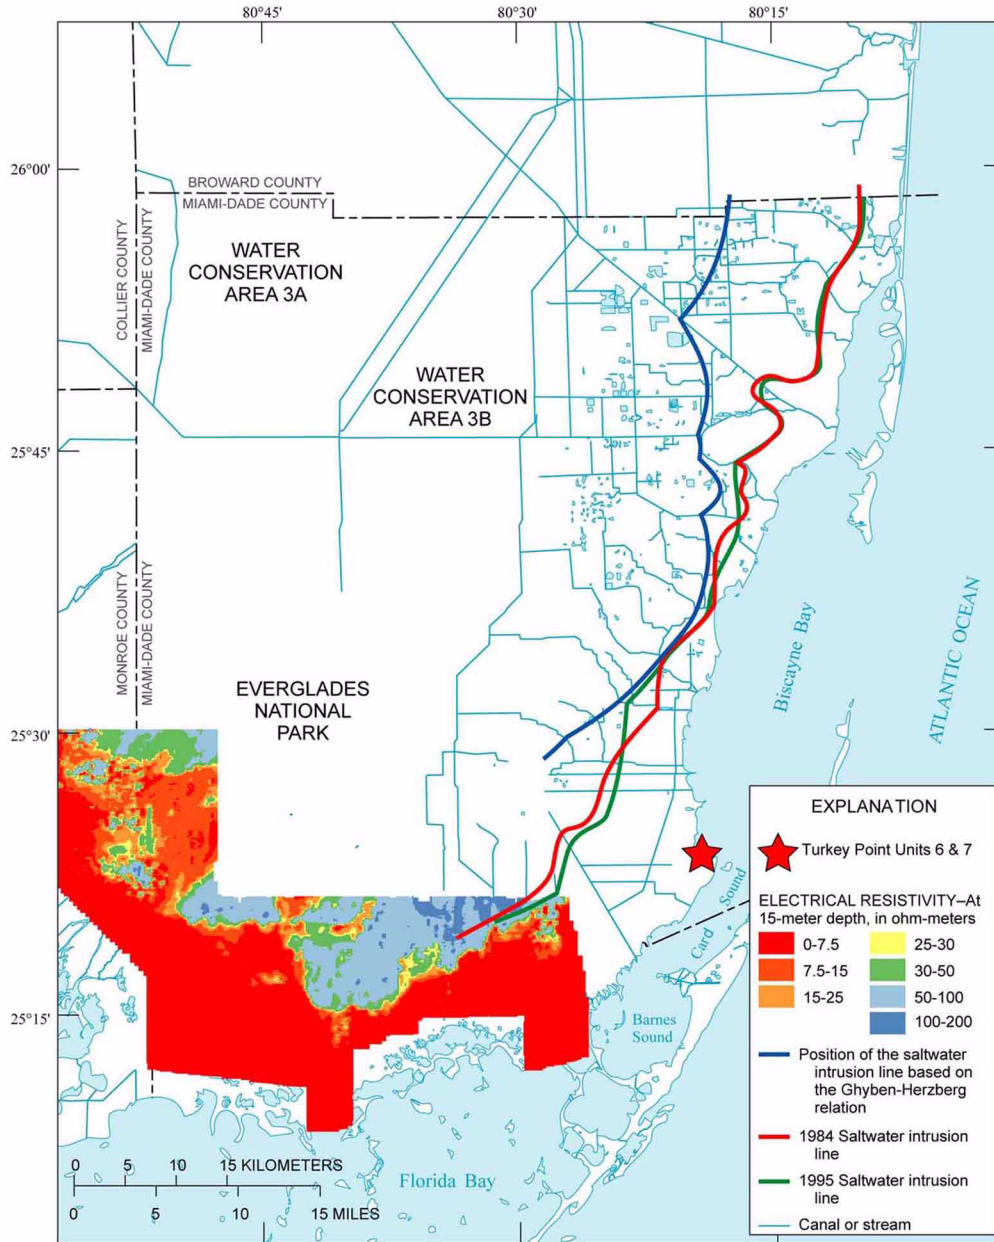 80°45'
80°30'
80°15'
26°00'
BROWARD COUNTY
MIAMI-DADE COUNTY
COLLIER COUNTY
MIAMI-DADE COUNTY
WATER
CONSERVATION
AREA 3A
WATER
CONSERVATION
AREA 3B
25°45'
MONROE COUNTY
MIAMI-DADE COUNTY
Biscayne Bay
ATLANTIC OCEAN
EVERGLADES
NATIONAL
PARK
25°30'
25°15'
Card Sound
Barnes
Sound
Florida Bay
0 5 10 15 KILOMETERS
0 5 10 15 MILES
EXPLANATION
Turkey Point Units 6 & 7
ELECTRICAL RESISTIVITY–At
15-meter depth, in ohm-meters
0-7.5 25-30
7.5-15 30-50
15-25 50-100
100-200
Position of the saltwater
intrusion line based on
the Ghyben-Herzberg
relation
1984 Saltwater intrusion
line
1995 Saltwater intrusion
line
Canal or stream